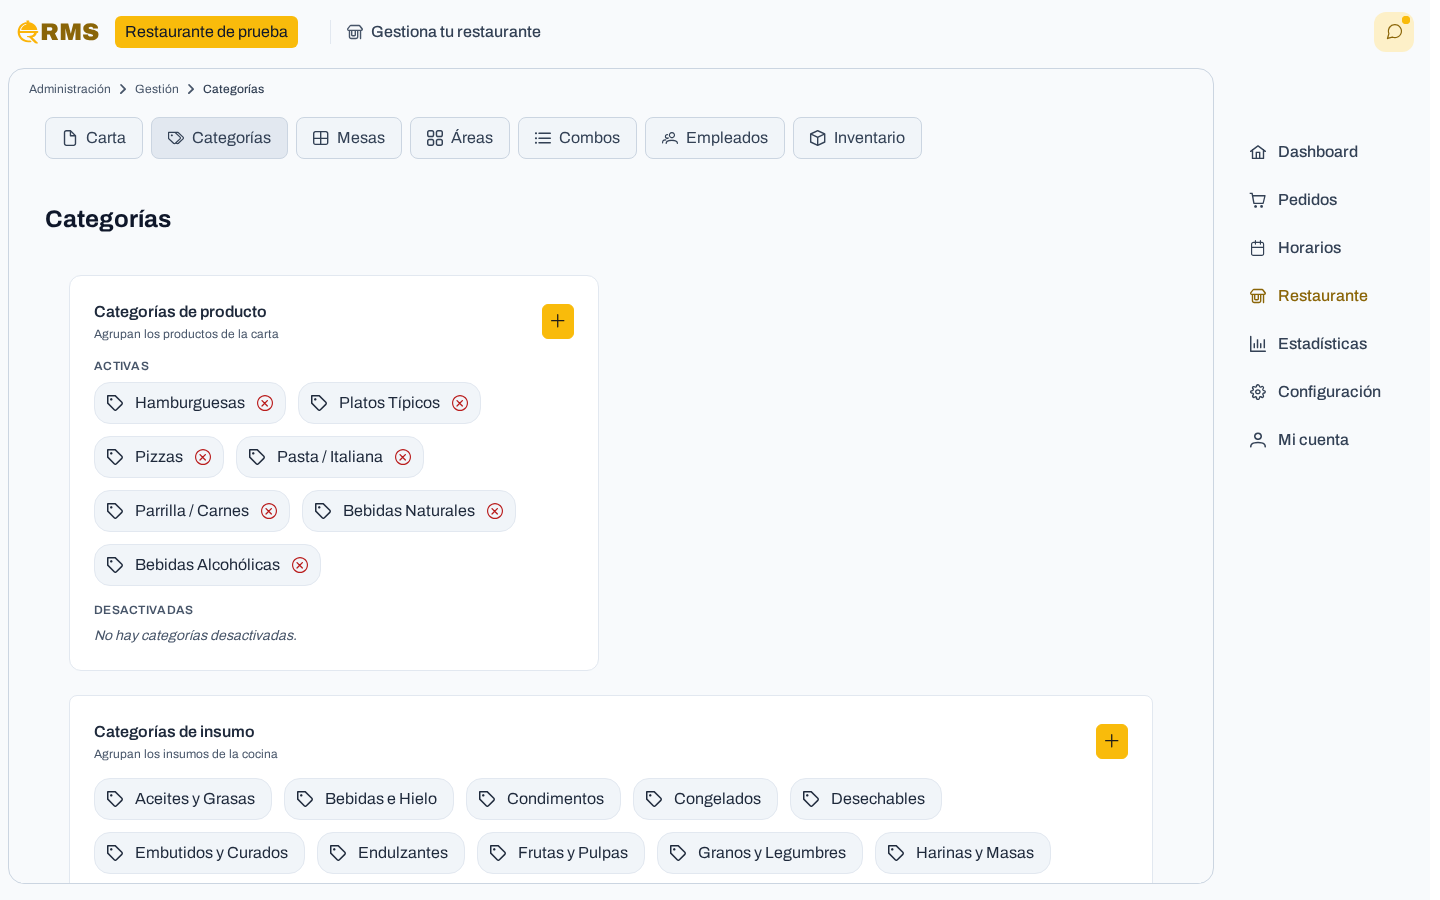 RMS Restaurante de prueba Gestiona tu restaurante
Administración Gestión Categorías
Carta Categorías Mesas Áreas Combos Empleados Inventario
Categorías
Categorías de producto
Agrupan los productos de la carta
ACTIVAS
Hamburguesas Platos Típicos
Pizzas Pasta / Italiana
Parrilla / Carnes Bebidas Naturales
Bebidas Alcohólicas
DESACTIVADAS
No hay categorías desactivadas.
Categorías de insumo
Agrupan los insumos de la cocina
Aceites y Grasas Bebidas e Hielo Condimentos Congelados Desechables
Embutidos y Curados Endulzantes Frutas y Pulpas Granos y Legumbres Harinas y Masas
Dashboard
Pedidos
Horarios
Restaurante
Estadísticas
Configuración
Mi cuenta